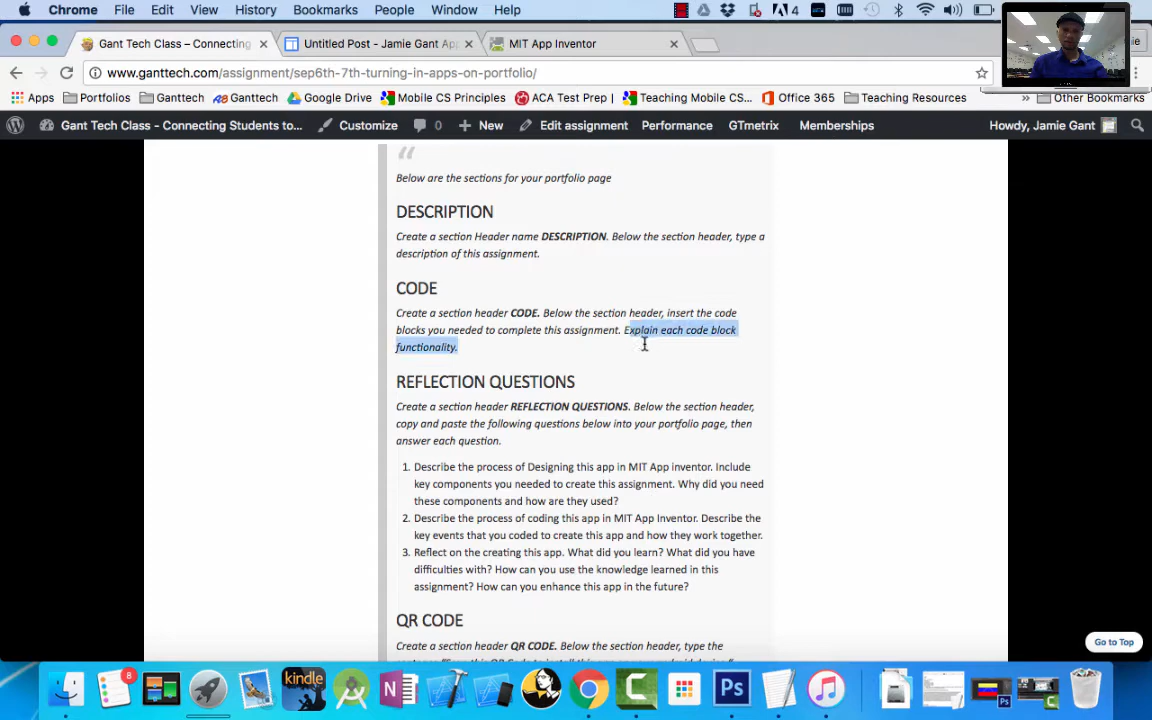 Chrome File Edit View History Bookmarks People Window Help
4
Gant Tech Class – Connecting
Untitled Post - Jamie Gant App
MIT App Inventor
www.ganttech.com/assignment/sep6th-7th-turning-in-apps-on-portfolio/
Apps Portfolios Ganttech Ganttech Google Drive Mobile CS Principles ACA Test Prep | Teaching Mobile CS... Office 365 Teaching Resources » Other Bookmarks
Gant Tech Class - Connecting Students to... Customize 0 New Edit assignment Performance GTmetrix Memberships Howdy, Jamie Gant
“
Below are the sections for your portfolio page
DESCRIPTION
Create a section Header name DESCRIPTION. Below the section header, type a
description of this assignment.
CODE
Create a section header CODE. Below the section header, insert the code
blocks you needed to complete this assignment. Explain each code block
functionality.
REFLECTION QUESTIONS
Create a section header REFLECTION QUESTIONS. Below the section header,
copy and paste the following questions below into your portfolio page, then
answer each question.
1. Describe the process of Designing this app in MIT App inventor. Include
key components you needed to create this assignment. Why did you need
these components and how are they used?
2. Describe the process of coding this app in MIT App Inventor. Describe the
key events that you coded to create this app and how they work together.
3. Reflect on the creating this app. What did you learn? What did you have
difficulties with? How can you use the knowledge learned in this
assignment? How can you enhance this app in the future?
QR CODE
Create a section header QR CODE. Below the section header, type the
Go to Top
8
kindle
N
C
Ps